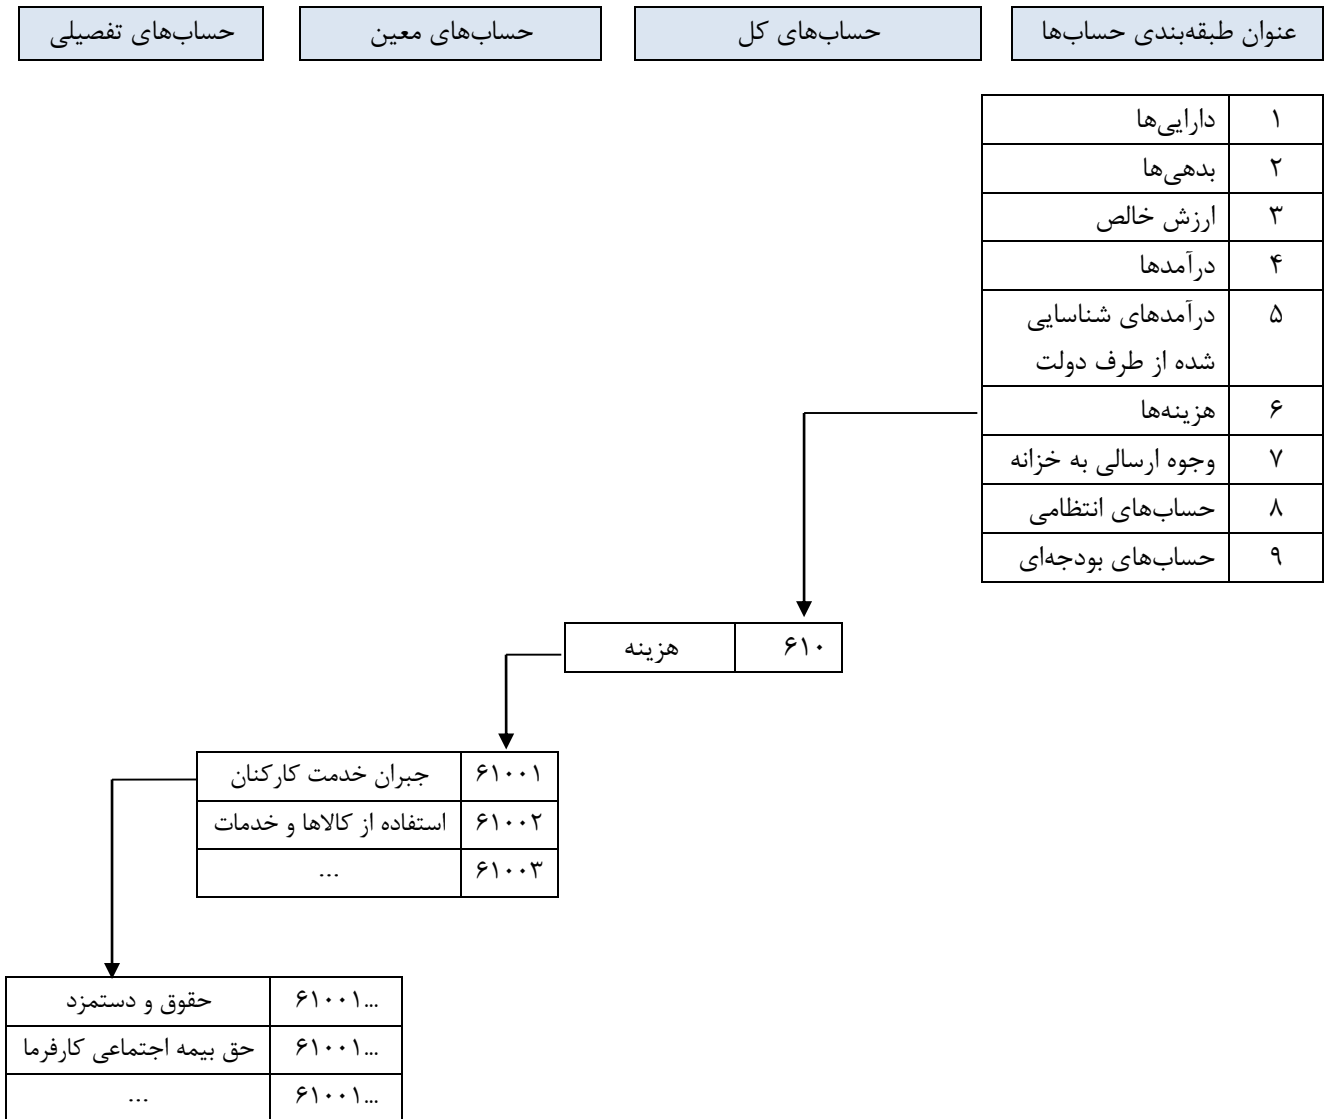 عنوان طبقه‌بندی حساب‌ها
حساب‌های کل
حساب‌های معین
حساب‌های تفصیلی
۱ دارایی‌ها
۲ بدهی‌ها
۳ ارزش خالص
۴ درآمدها
۵ درآمدهای شناسایی
شده از طرف دولت
۶ هزینه‌ها
۷ وجوه ارسالی به خزانه
۸ حساب‌های انتظامی
۹ حساب‌های بودجه‌ای
۶۱۰ هزینه
۶۱۰۰۱ جبران خدمت کارکنان
۶۱۰۰۲ استفاده از کالاها و خدمات
۶۱۰۰۳ ...
۶۱۰۰۱... حقوق و دستمزد
۶۱۰۰۱... حق بیمه اجتماعی کارفرما
۶۱۰۰۱... ...